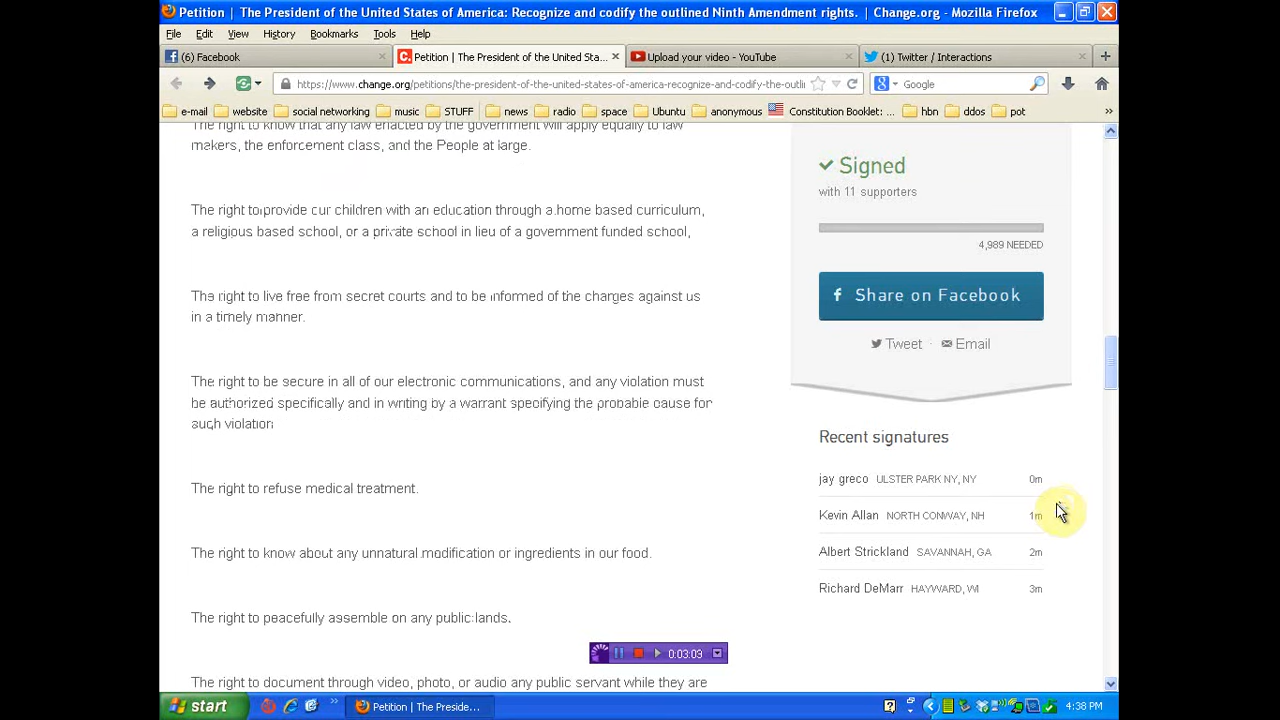 Petition | The President of the United States of America: Recognize and codify the outlined Ninth Amendment rights. | Change.org - Mozilla Firefox
File Edit View History Bookmarks Tools Help
Facebook
Petition | The President of the United Sta...
Upload your video - YouTube
(1) Twitter / Interactions
https://www.change.org/petitions/the-president-of-the-united-states-of-america-recognize-and-codify-the-outli
Google
e-mail website social networking music STUFF news radio space Ubuntu anonymous Constitution Booklet: ... hbn ddos pot
The right to know that any law enacted by the government will apply equally to law
makers, the enforcement class, and the People at large.
The right to provide our children with an education through a home based curriculum,
a religious based school, or a private school in lieu of a government funded school,
The right to live free from secret courts and to be informed of the charges against us
in a timely manner.
The right to be secure in all of our electronic communications, and any violation must
be authorized specifically and in writing by a warrant specifying the probable cause for
such violation
The right to refuse medical treatment.
The right to know about any unnatural modification or ingredients in our food.
The right to peacefully assemble on any public lands.
The right to document through video, photo, or audio any public servant while they are
Signed
with 11 supporters
4,989 NEEDED
Share on Facebook
Tweet · Email
Recent signatures
jay greco ULSTER PARK NY, NY 0m
Kevin Allan NORTH CONWAY, NH 1m
Albert Strickland SAVANNAH, GA 2m
Richard DeMarr HAYWARD, WI 3m
0:03:09
start
Petition | The Preside...
4:38 PM